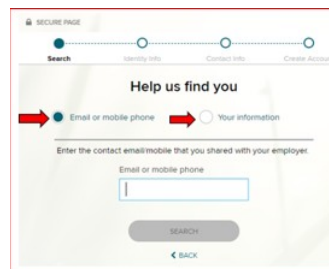 SECURE PAGE
Search Identity Info Contact Info Create Accou
Help us find you
Email or mobile phone Your information
Enter the contact email/mobile that you shared with your employer.
Email or mobile phone
SEARCH
BACK